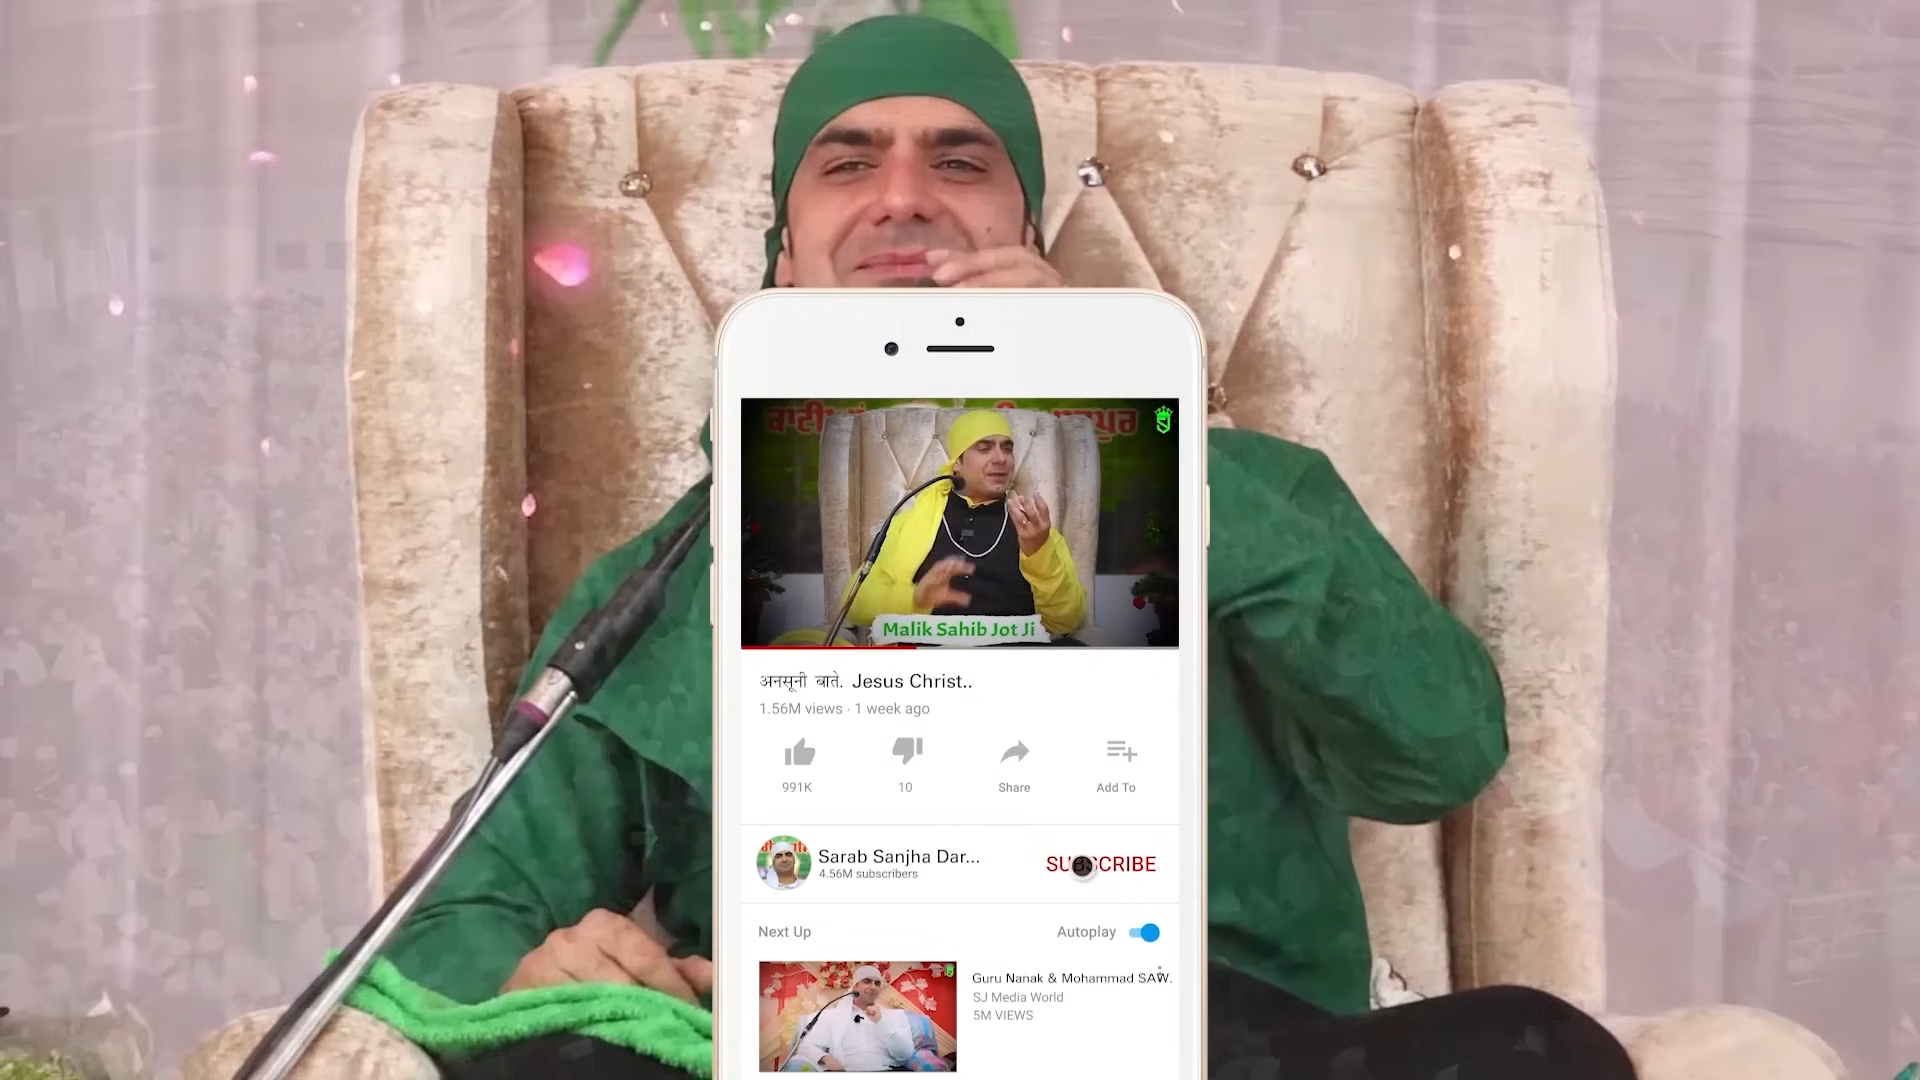 Malik Sahib Jot Ji
अनसूनी बातें. Jesus Christ..
1.56M views · 1 week ago
991K
10
Share
Add To
Sarab Sanjha Dar...
4.56M subscribers
SUBSCRIBE
Next Up
Autoplay
Guru Nanak & Mohammad SAW.
SJ Media World
5M VIEWS